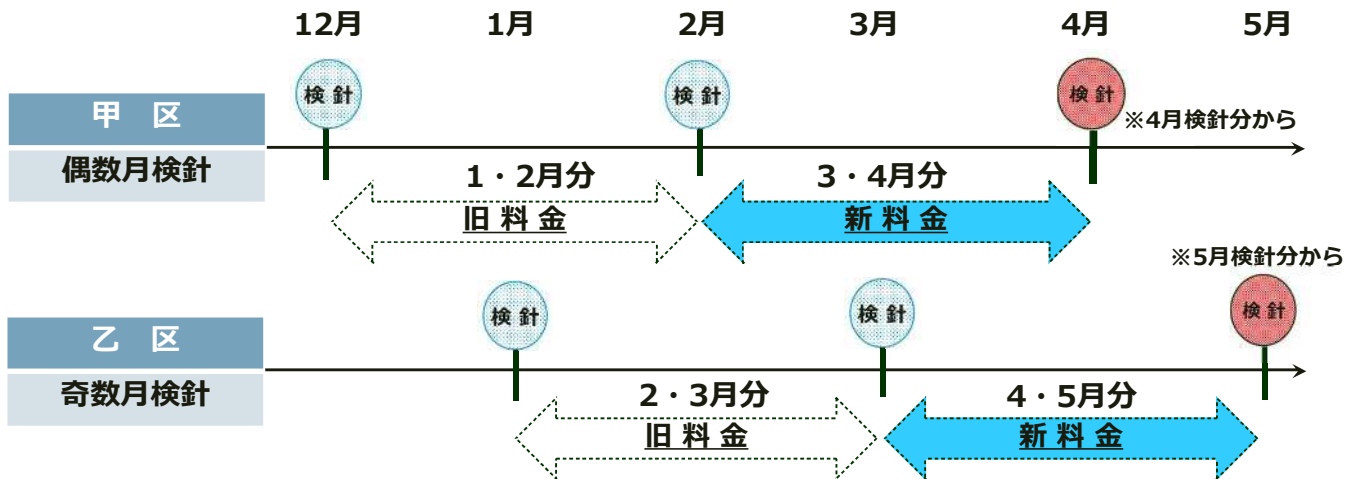 12月 1月 2月 3月 4月 5月
検針 検針 検針
※4月検針分から
甲 区
偶数月検針
1・2月分 3・4月分
旧料金 新料金
※5月検針分から
検針 検針 検針
乙 区
奇数月検針
2・3月分 4・5月分
旧料金 新料金